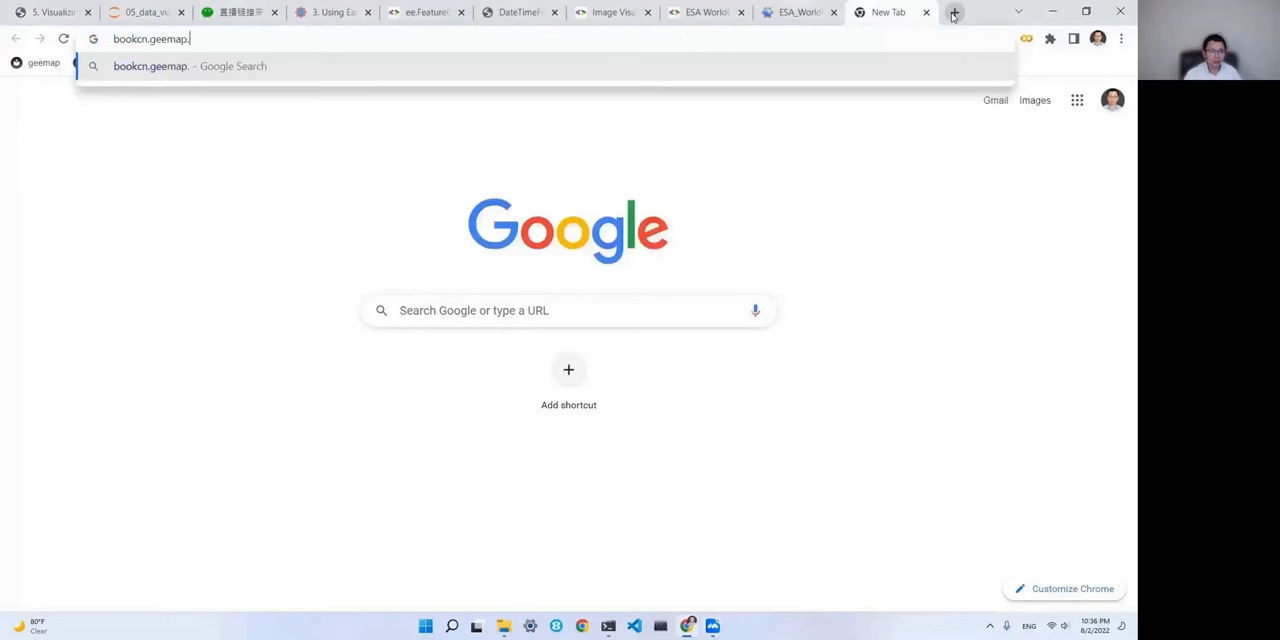 5. Visualizi
05_data_vi
直播链接来
3. Using Ea
ee.FeatureC
DateTimeF
Image Visu
ESA World
ESA_World
New Tab
bookcn.geemap.
geemap
bookcn.geemap. – Google Search
Gmail Images
Google
Search Google or type a URL
Add shortcut
Customize Chrome
80°F
Clear
ENG
10:36 PM
8/2/2022